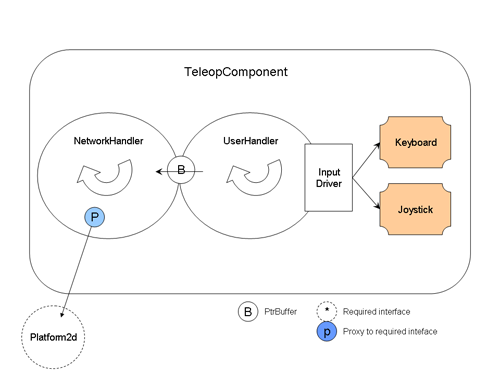 TeleopComponent
NetworkHandler
UserHandler
B
P
Input
Driver
Keyboard
Joystick
Platform2d
B PtrBuffer
* Required interface
p Proxy to required inteface